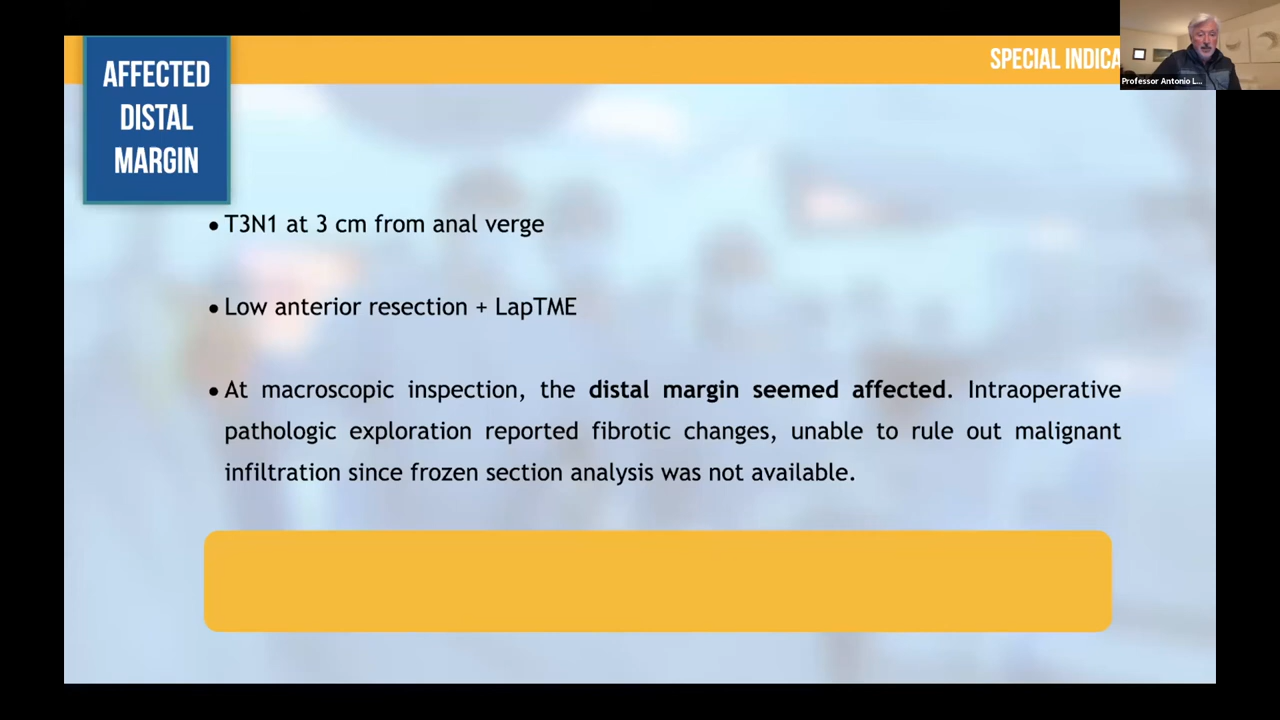 AFFECTED
DISTAL
MARGIN
SPECIAL INDICA
Professor Antonio L...
• T3N1 at 3 cm from anal verge
• Low anterior resection + LapTME
• At macroscopic inspection, the distal margin seemed affected. Intraoperative
pathologic exploration reported fibrotic changes, unable to rule out malignant
infiltration since frozen section analysis was not available.